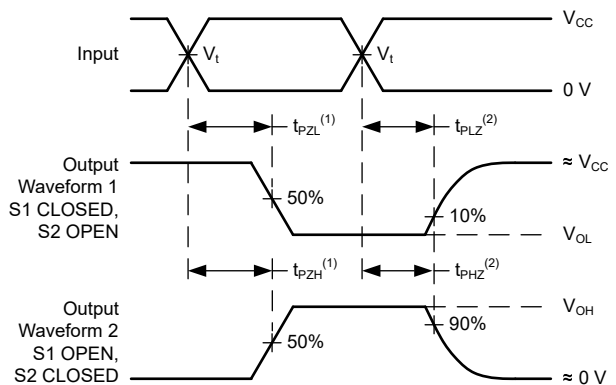 V_CC
Input
V_t
V_t
0 V
t_PZL^(1)
t_PLZ^(2)
Output
Waveform 1
S1 CLOSED,
S2 OPEN
≈ V_CC
50%
10%
V_OL
t_PZH^(1)
t_PHZ^(2)
Output
Waveform 2
S1 OPEN,
S2 CLOSED
V_OH
50%
90%
≈ 0 V